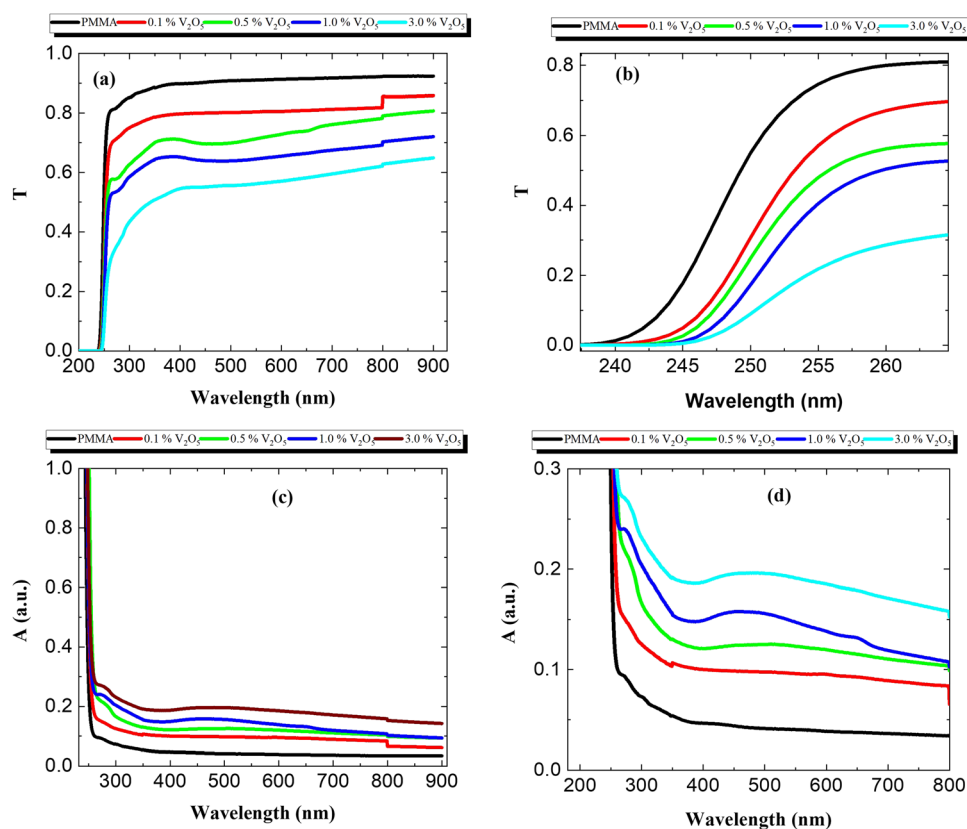 PMMA 0.1 % V₂O₅ 0.5 % V₂O₅ 1.0 % V₂O₅ 3.0 % V₂O₅
(a)
1.0
0.8
0.6
0.4
0.2
0.0
T
200 300 400 500 600 700 800 900
Wavelength (nm)
PMMA 0.1 % V₂O₅ 0.5 % V₂O₅ 1.0 % V₂O₅ 3.0 % V₂O₅
(b)
0.8
0.6
0.4
0.2
0.0
T
240 245 250 255 260
Wavelength (nm)
PMMA 0.1 % V₂O₅ 0.5 % V₂O₅ 1.0 % V₂O₅ 3.0 % V₂O₅
(c)
1.0
0.8
0.6
0.4
0.2
0.0
A (a.u.)
300 400 500 600 700 800 900
Wavelength (nm)
PMMA 0.1 % V₂O₅ 0.5 % V₂O₅ 1.0 % V₂O₅ 3.0 % V₂O₅
(d)
0.3
0.2
0.1
0.0
A (a.u.)
200 300 400 500 600 700 800
Wavelength (nm)